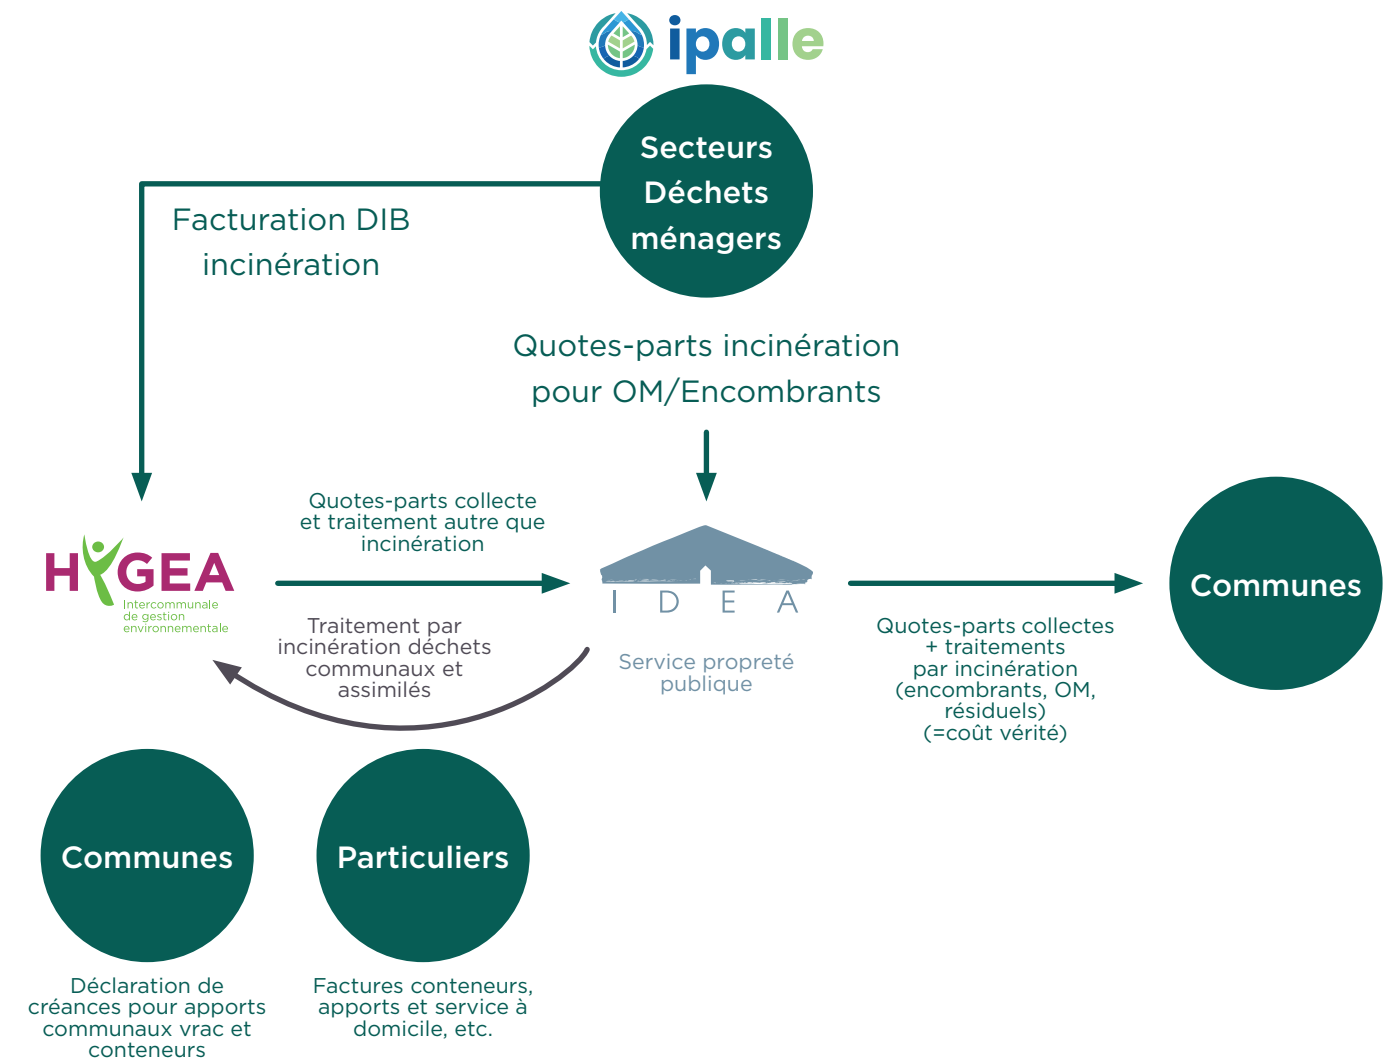 ipalle
Secteurs
Déchets
ménagers
Facturation DIB
incinération
Quotes-parts incinération
pour OM/Encombrants
Quotes-parts collecte
et traitement autre que
incinération
HYGEA
Intercommunale
de gestion
environnementale
Traitement par
incinération déchets
communaux et
assimilés
IDEA
Service propreté
publique
Quotes-parts collectes
+ traitements
par incinération
(encombrants, OM,
résiduels)
(=coût vérité)
Communes
Communes
Déclaration de
créances pour apports
communaux vrac et
conteneurs
Particuliers
Factures conteneurs,
apports et service à
domicile, etc.